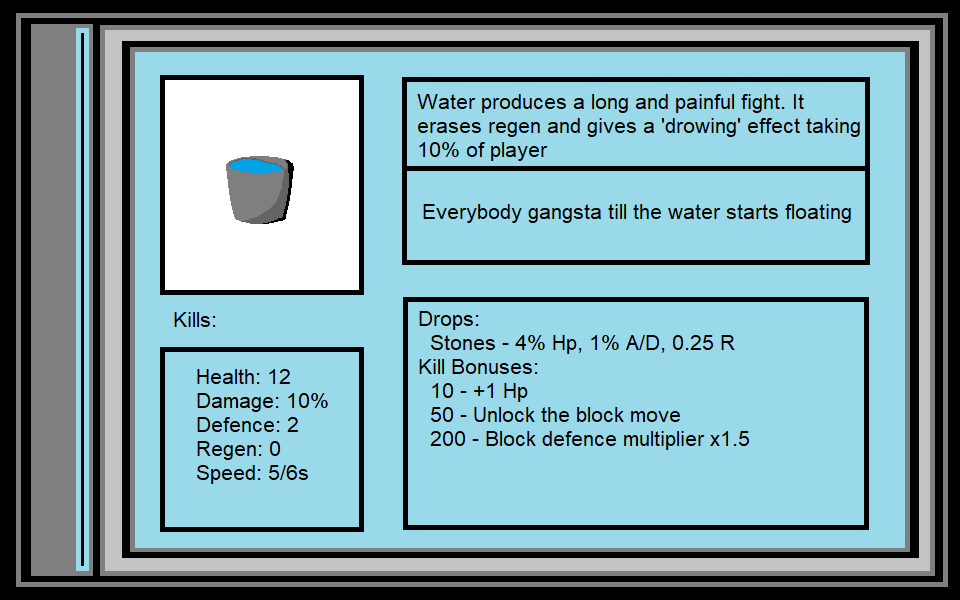 Water produces a long and painful fight. It
erases regen and gives a 'drowing' effect taking
10% of player
Everybody gangsta till the water starts floating
Kills:
Health: 12
Damage: 10%
Defence: 2
Regen: 0
Speed: 5/6s
Drops:
Stones - 4% Hp, 1% A/D, 0.25 R
Kill Bonuses:
10 - +1 Hp
50 - Unlock the block move
200 - Block defence multiplier x1.5